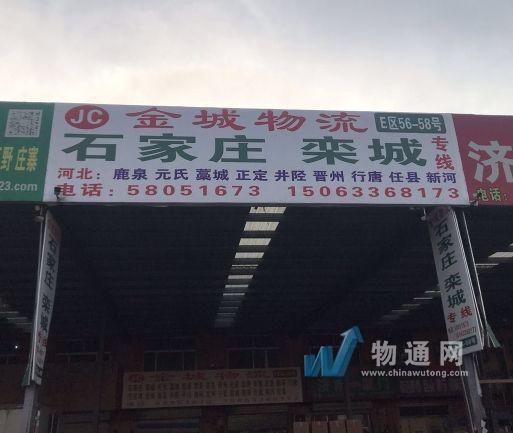 JC 金城物流 E区56-58号
石家庄 栾城 专线
河北：鹿泉 元氏 藁城 正定 井陉 晋州 行唐 任县 新河
电话：58051673 15063368173
野 庄寨
23.com
济
电话：
石家庄 栾城 专线
石家庄 栾城 专线
物通网
www.chinawutong.com